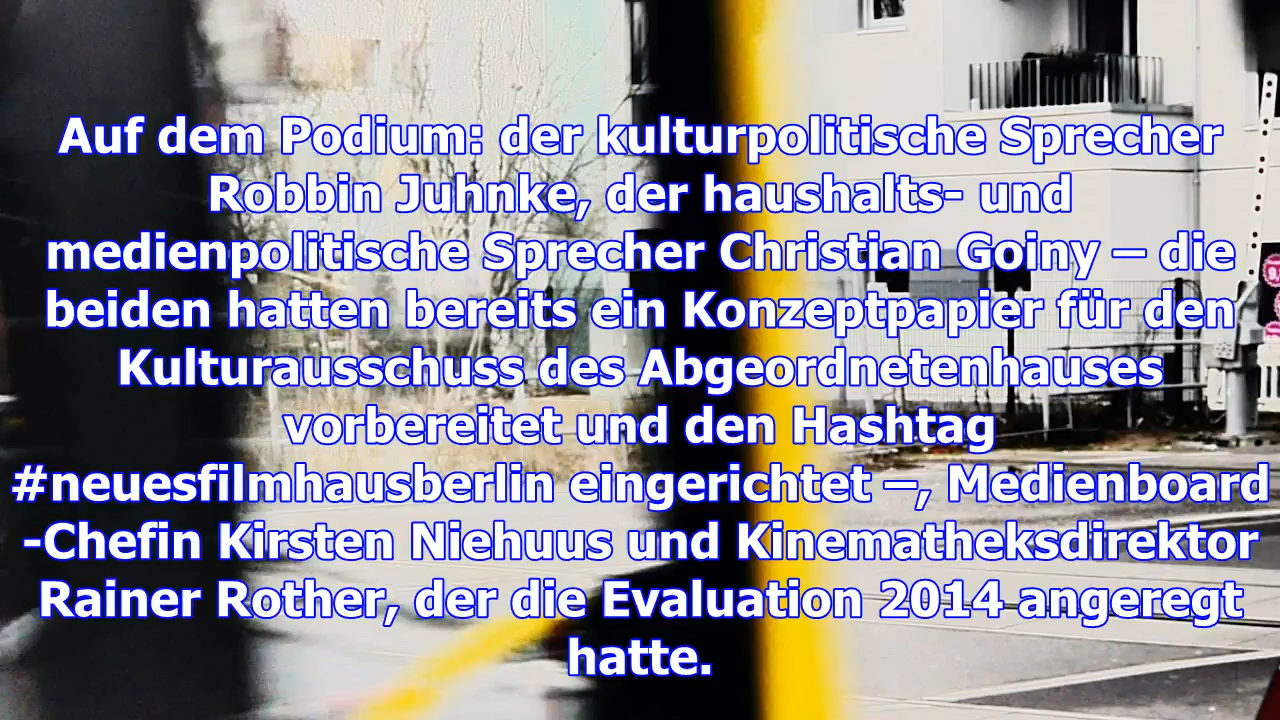 Auf dem Podium: der kulturpolitische Sprecher
Robbin Juhnke, der haushalts- und
medienpolitische Sprecher Christian Goiny – die
beiden hatten bereits ein Konzeptpapier für den
Kulturausschuss des Abgeordnetenhauses
vorbereitet und den Hashtag
#neuesfilmhausberlin eingerichtet –, Medienboard
-Chefin Kirsten Niehuus und Kinematheksdirektor
Rainer Rother, der die Evaluation 2014 angeregt
hatte.